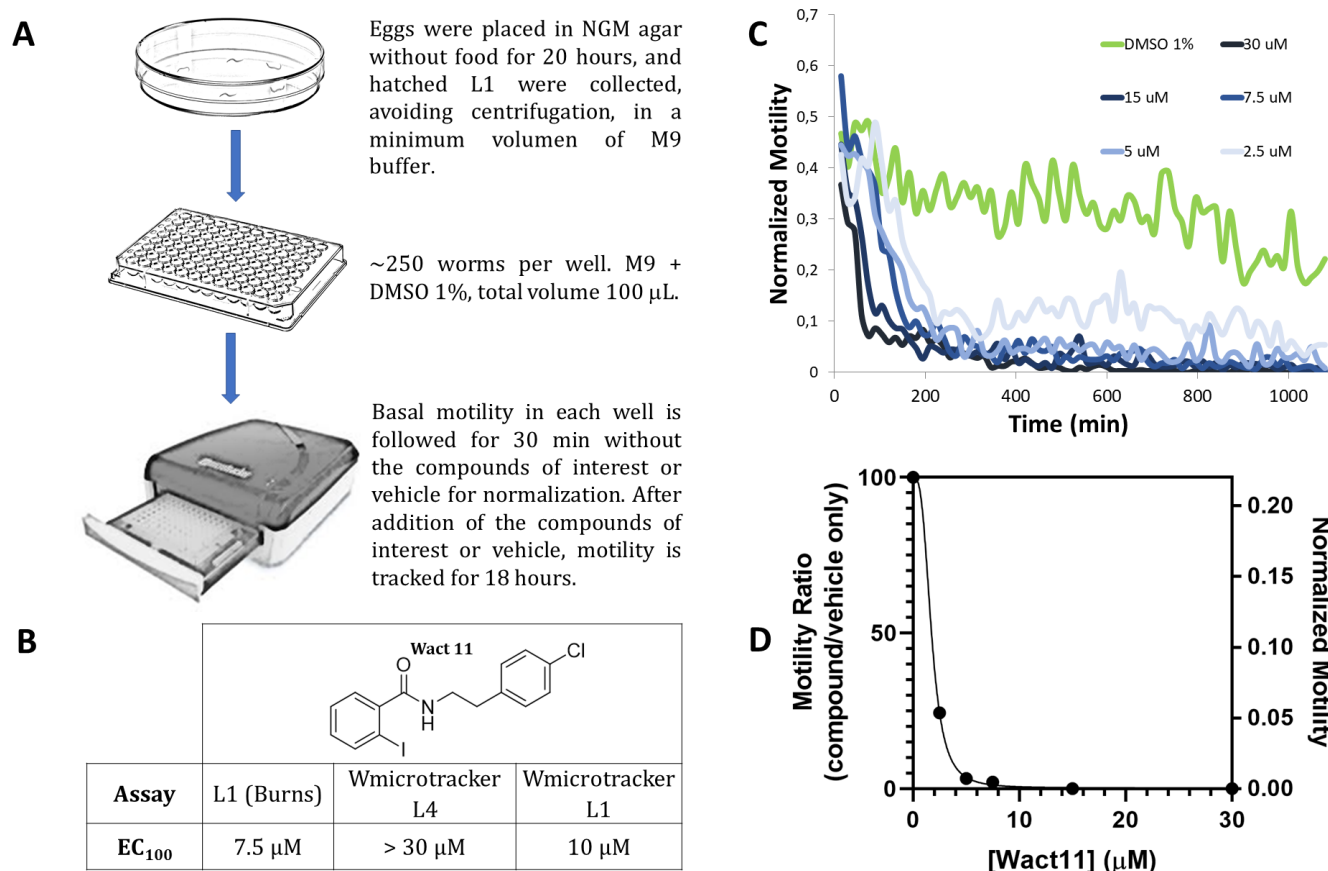 A
Eggs were placed in NGM agar
without food for 20 hours, and
hatched L1 were collected,
avoiding centrifugation, in a
minimum volumen of M9
buffer.
~250 worms per well. M9 +
DMSO 1%, total volume 100 μL.
Basal motility in each well is
followed for 30 min without
the compounds of interest or
vehicle for normalization. After
addition of the compounds of
interest or vehicle, motility is
tracked for 18 hours.
B
Wact 11
O
Cl
N
H
I
Assay
L1 (Burns)
Wmicrotracker
L4
Wmicrotracker
L1
EC₁₀₀
7.5 μM
> 30 μM
10 μM
C
DMSO 1%
30 uM
15 uM
7.5 uM
5 uM
2.5 uM
Normalized Motility
0,7
0,6
0,5
0,4
0,3
0,2
0,1
0
0
200
400
600
800
1000
Time (min)
D
Motility Ratio
(compound/vehicle only)
100
50
0
0.20
0.15
0.10
0.05
0.00
Normalized Motility
0
10
20
30
[Wact11] (μM)